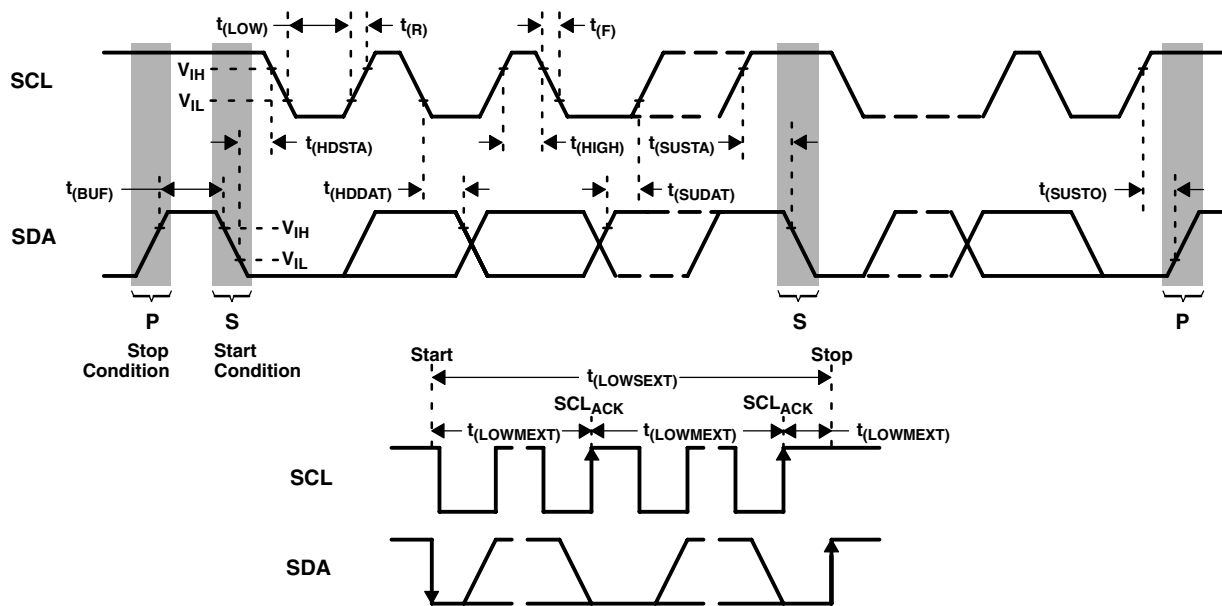 t(LOW) t(R) t(F)
SCL
VIH
VIL
t(HDSTA) t(HIGH) t(SUSTA)
t(BUF) t(HDDAT) t(SUDAT) t(SUSTO)
SDA
VIH
VIL
P S S P
Stop Condition
Start Condition
Start Stop
t(LOWSEXT)
SCLACK SCLACK
t(LOWMEXT) t(LOWMEXT) t(LOWMEXT)
SCL
SDA